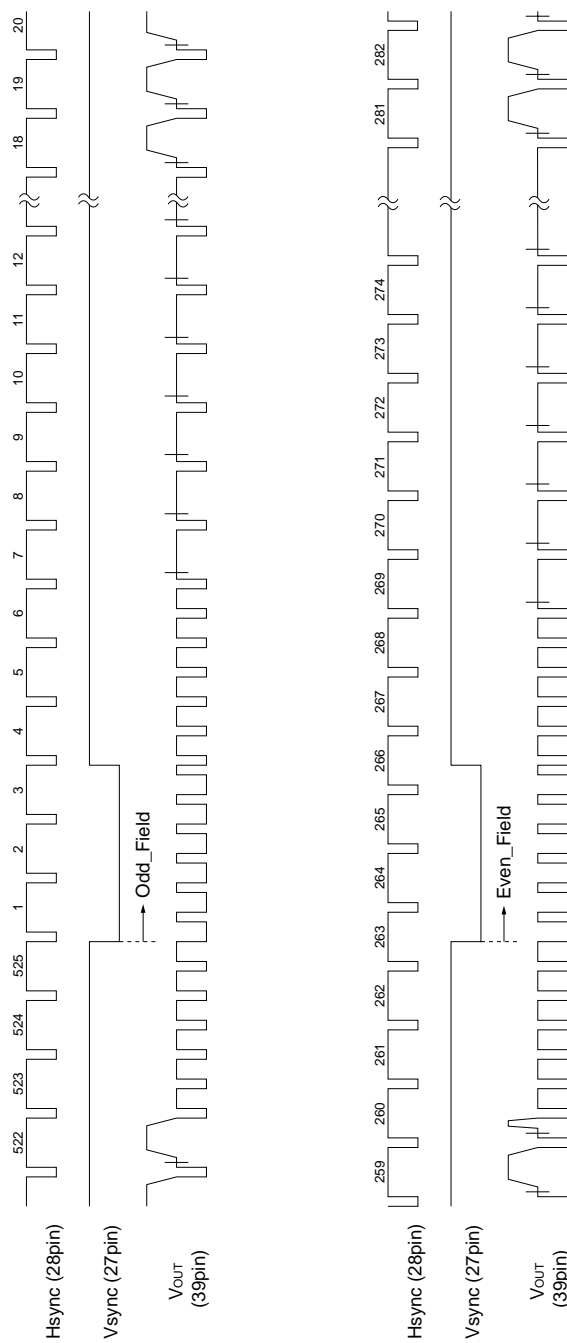 522 523 524 525 1 2 3 4 5 6 7 8 9 10 11 12 18 19 20
Hsync (28pin)
Vsync (27pin)
Odd_Field
VOUT
(39pin)
259 260 261 262 263 264 265 266 267 268 269 270 271 272 273 274 281 282
Hsync (28pin)
Vsync (27pin)
Even_Field
VOUT
(39pin)